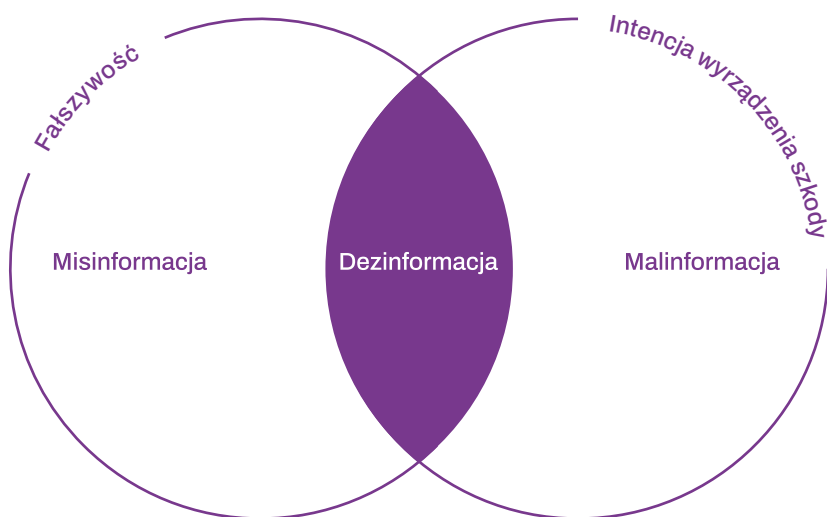 Fałszywość
Intencja wyrządzenia szkody
Misinformacja
Dezinformacja
Malinformacja